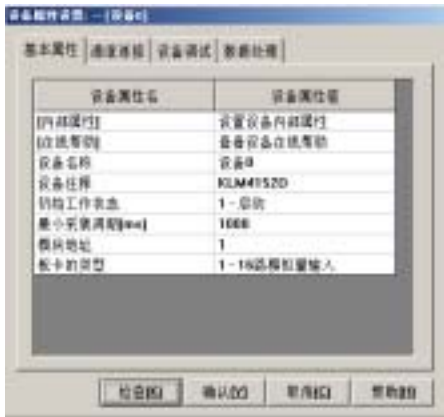 设备组件设置: -- [设备0]
基本属性 通道连接 设备调试 数据处理
设备属性名 设备属性值
[内部属性] 设置设备内部属性
[在线帮助] 查看设备在线帮助
设备名称 设备0
设备注释 KLM4152D
初始工作状态 1 - 启动
最小采集周期[ms] 1000
模块地址 1
板卡的类型 1 - 16路模拟量输入
检查[K] 确认[Y] 取消[C] 帮助[H]